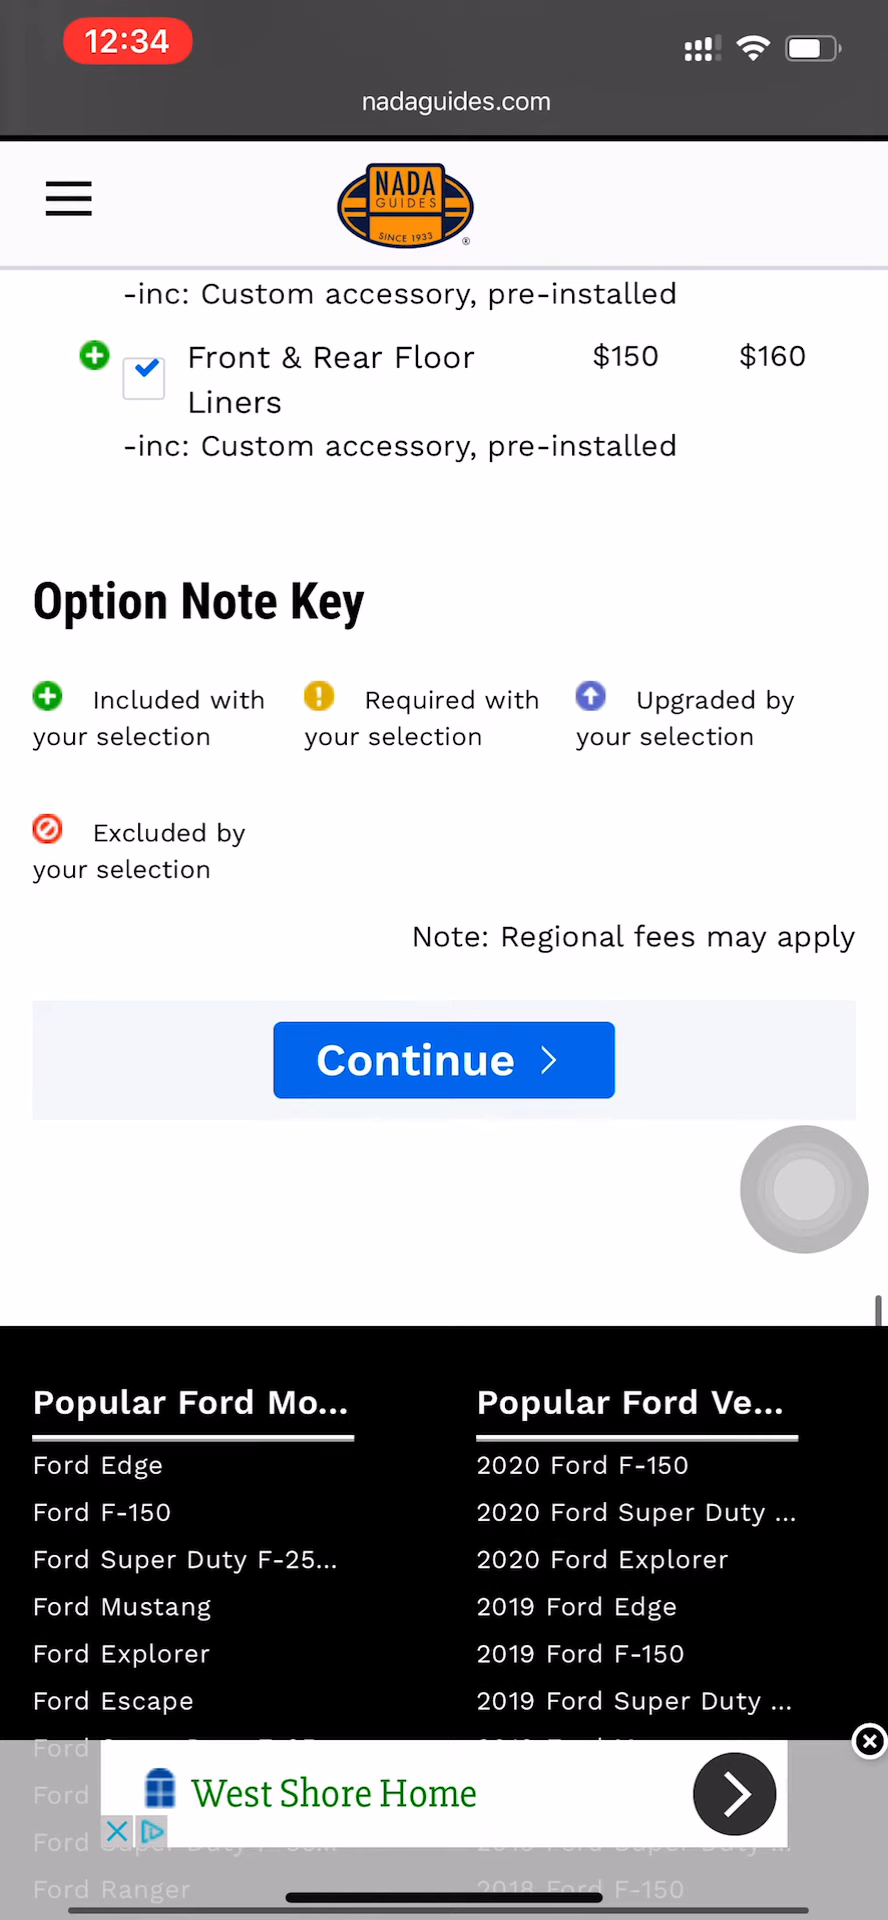 12:34
nadaguides.com
NADA
GUIDES
SINCE 1933
®
-inc: Custom accessory, pre-installed
Front & Rear Floor $150 $160
Liners
-inc: Custom accessory, pre-installed
Option Note Key
Included with
your selection
Required with
your selection
Upgraded by
your selection
Excluded by
your selection
Note: Regional fees may apply
Continue
Popular Ford Mo...
Ford Edge
Ford F-150
Ford Super Duty F-25...
Ford Mustang
Ford Explorer
Ford Escape
Ford
Ford
Ford
Ford Ranger
Popular Ford Ve...
2020 Ford F-150
2020 Ford Super Duty ...
2020 Ford Explorer
2019 Ford Edge
2019 Ford F-150
2019 Ford Super Duty ...
2018 Ford F-150
West Shore Home